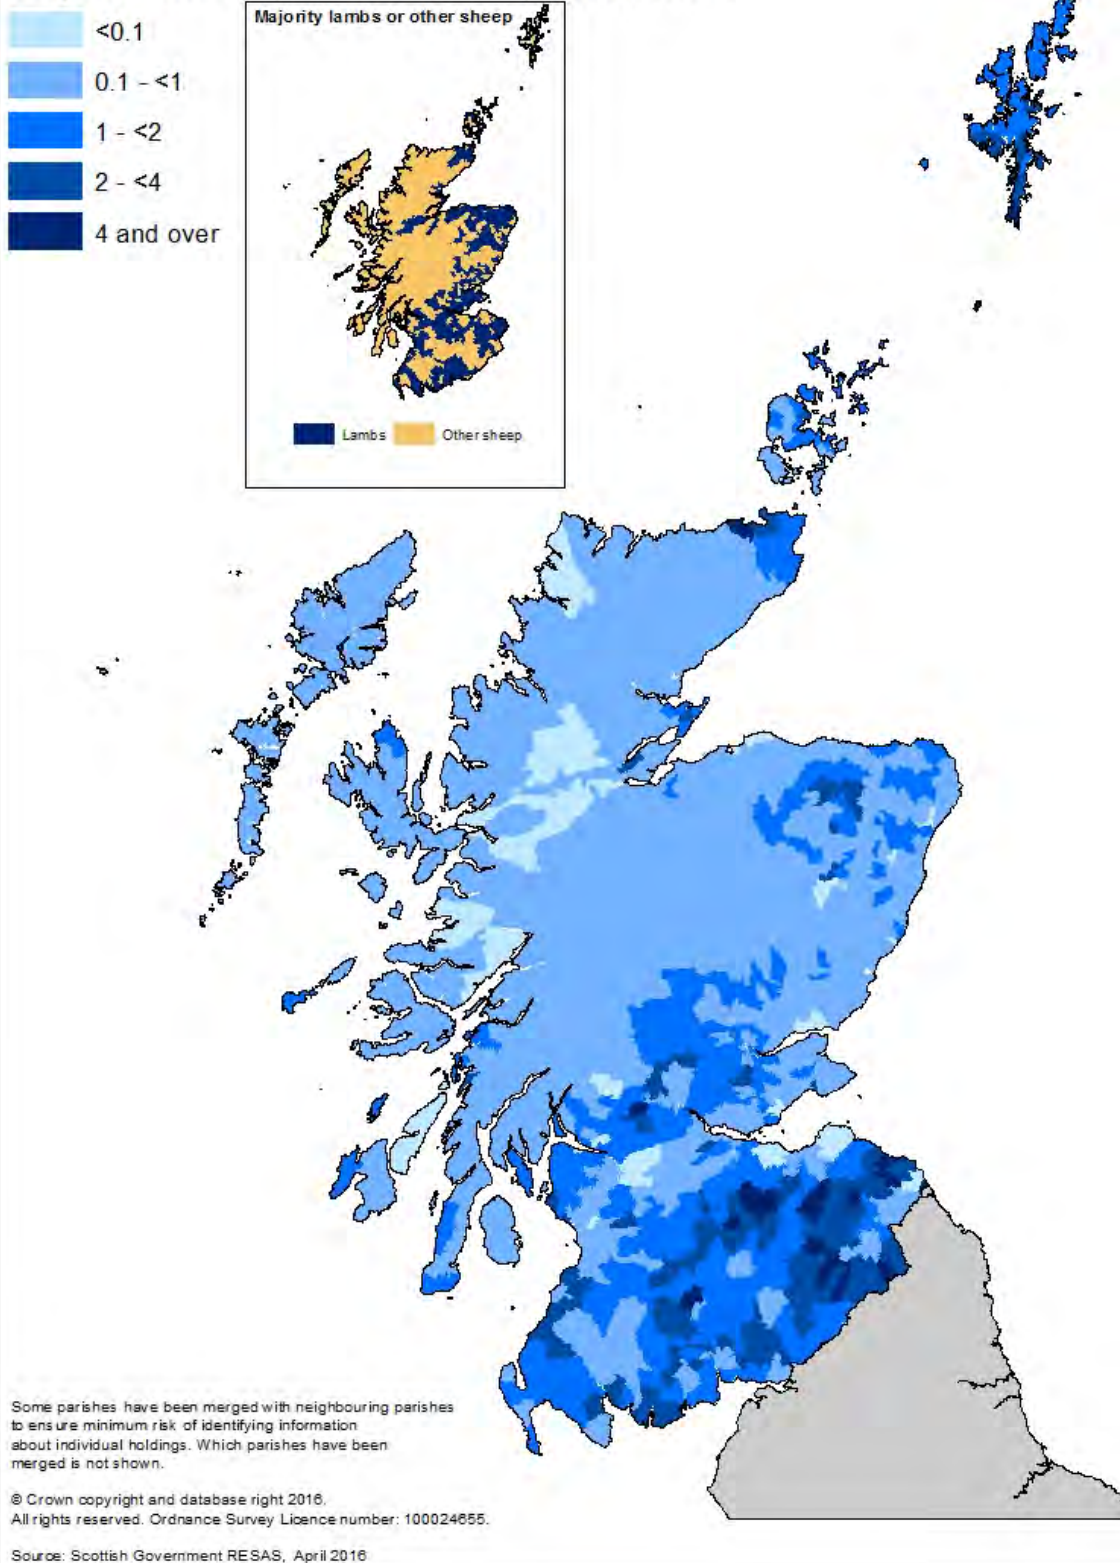 <0.1
0.1 - <1
1 - <2
2 - <4
4 and over
Majority lambs or other sheep
Lambs Other sheep
Some parishes have been merged with neighbouring parishes
to ensure minimum risk of identifying information
about individual holdings. Which parishes have been
merged is not shown.
© Crown copyright and database right 2016.
All rights reserved. Ordnance Survey Licence number: 100024655.
Source: Scottish Government RESAS, April 2016